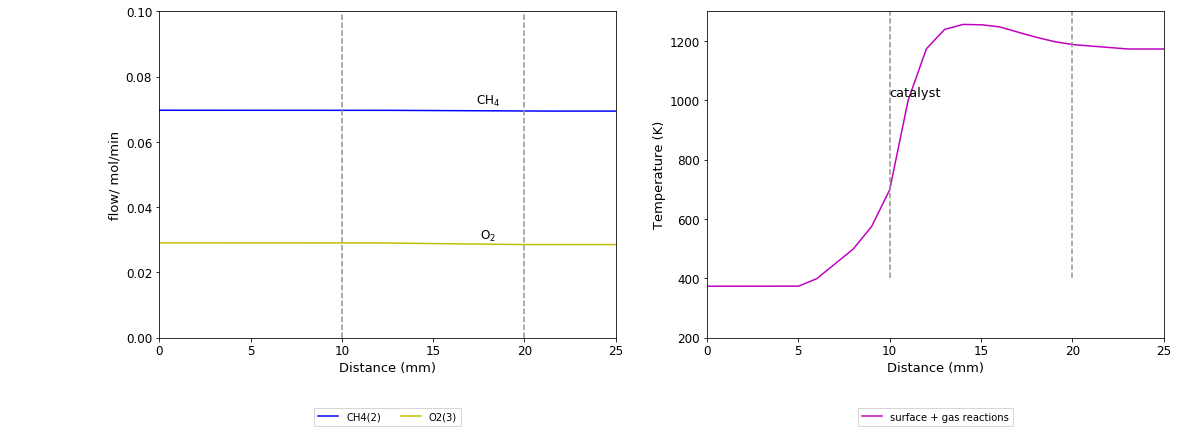 0.10
0.08
0.06
0.04
0.02
0.00
flow/ mol/min
CH4
O2
0 5 10 15 20 25
Distance (mm)
CH4(2) O2(3)
1200
1000
800
600
400
200
Temperature (K)
catalyst
0 5 10 15 20 25
Distance (mm)
surface + gas reactions